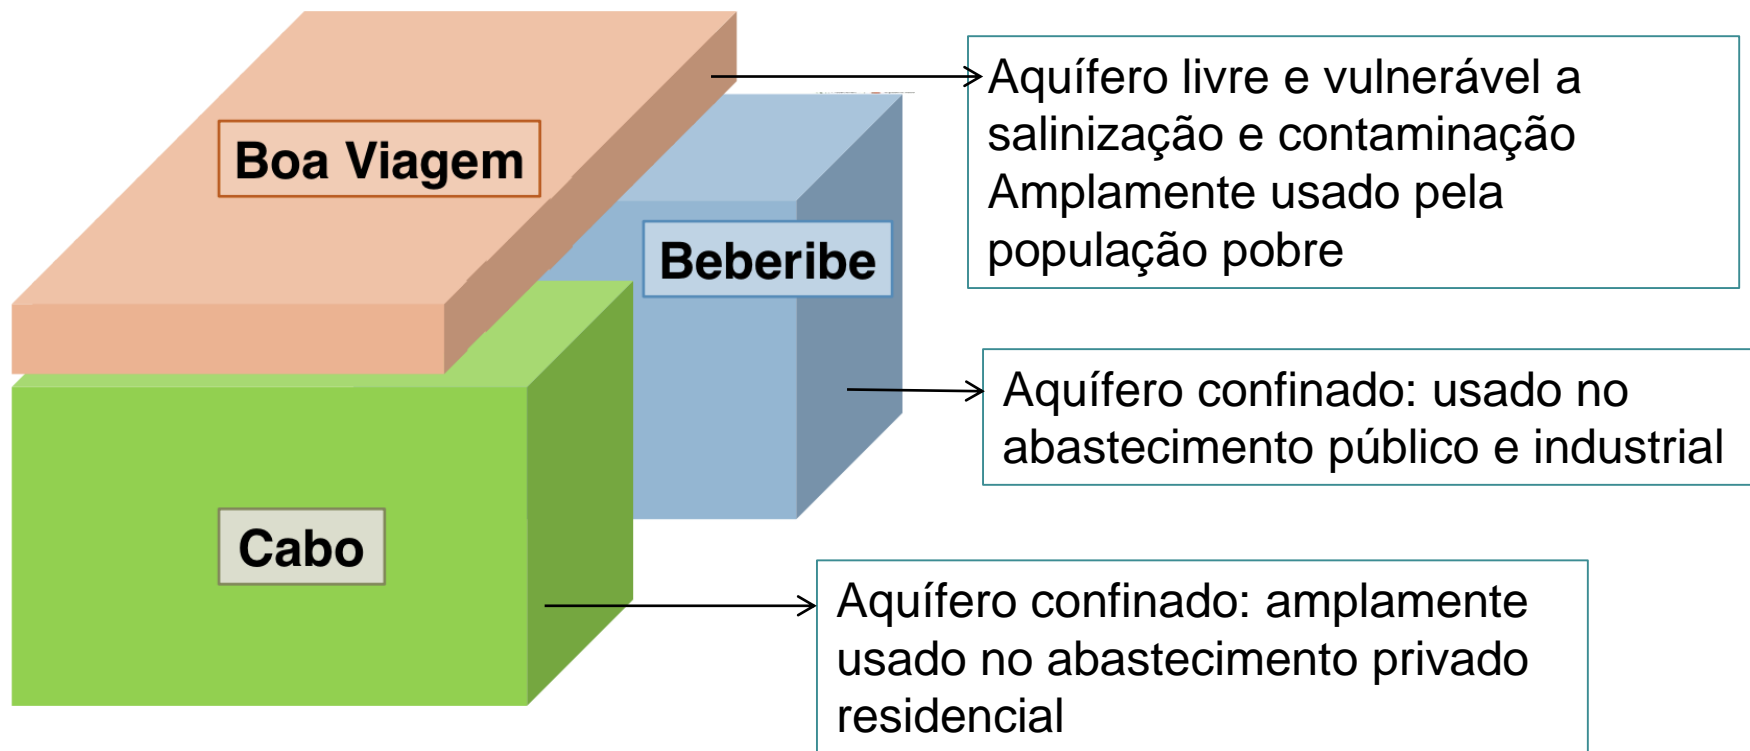 Boa Viagem
Beberibe
Cabo
Aquífero livre e vulnerável a
salinização e contaminação
Amplamente usado pela
população pobre
Aquífero confinado: usado no
abastecimento público e industrial
Aquífero confinado: amplamente
usado no abastecimento privado
residencial